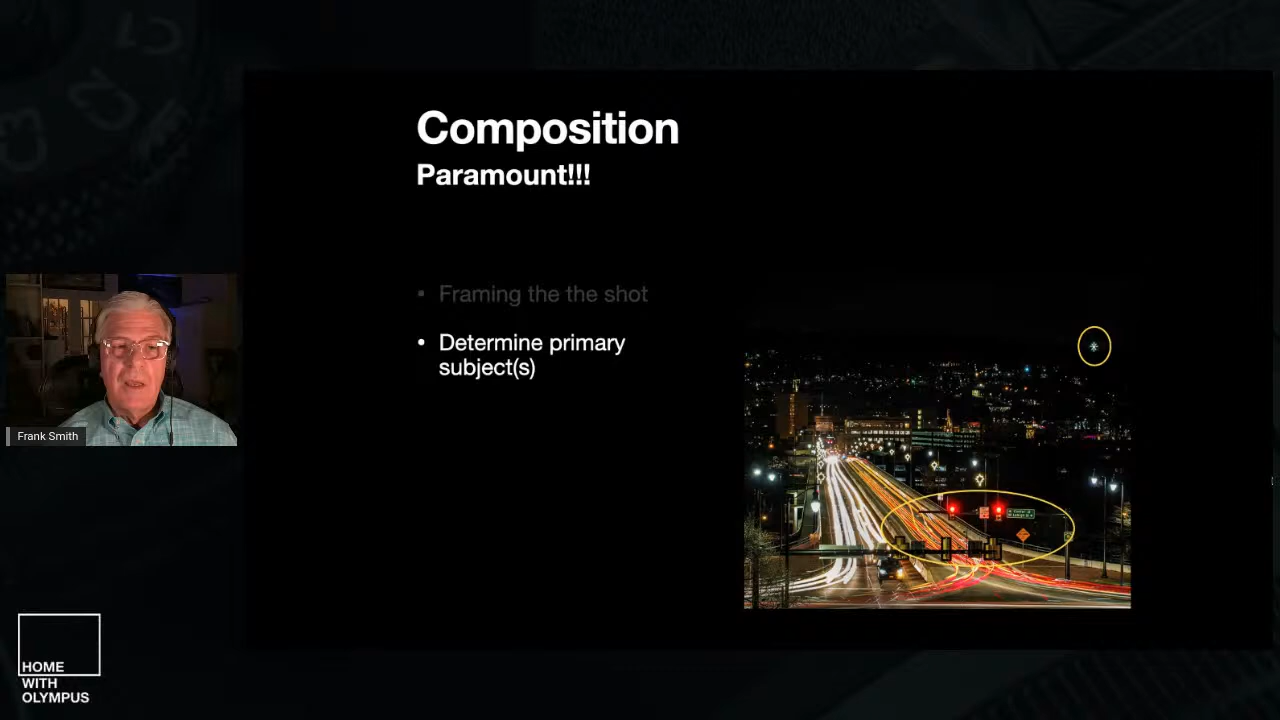 Composition
Paramount!!!
Framing the the shot
Determine primary
subject(s)
Frank Smith
HOME
WITH
OLYMPUS